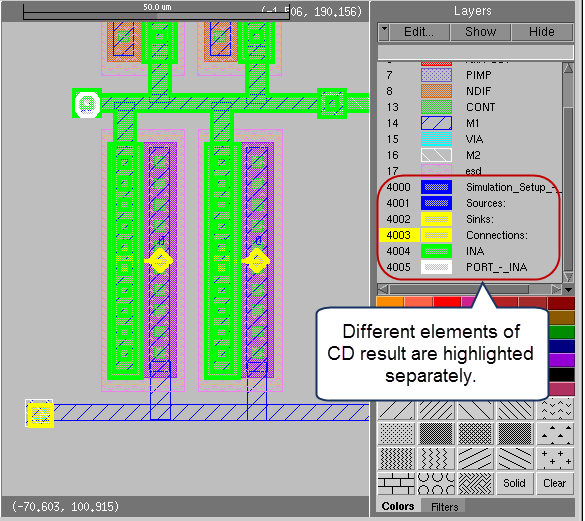 50.0 um
(-1.506, 190.156)
Layers
Edit...
Show
Hide
7 PIMP
8 NDIF
13 CONT
14 M1
15 VIA
16 M2
17 esd
4000 Simulation_Setup_-_
4001 Sources:
4002 Sinks:
4003 Connections:
4004 INA
4005 PORT_-_INA
Different elements of
CD result are highlighted
separately.
Solid
Clear
(-70.603, 100.915)
Colors
Filters